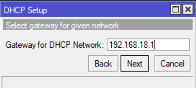 DHCP Setup
Select gateway for given network
Gateway for DHCP Network: 192.168.18.1
Back Next Cancel